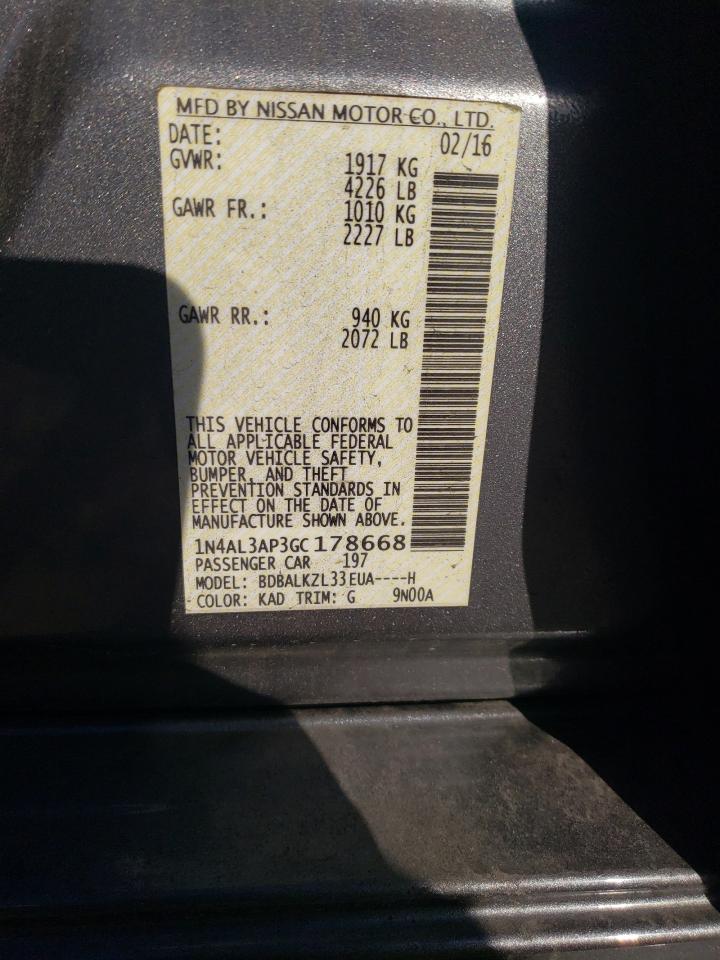 MFD BY NISSAN MOTOR CO., LTD.
DATE: 02/16
GVWR: 1917 KG
4226 LB
GAWR FR.: 1010 KG
2227 LB
GAWR RR.: 940 KG
2072 LB
THIS VEHICLE CONFORMS TO
ALL APPLICABLE FEDERAL
MOTOR VEHICLE SAFETY,
BUMPER, AND THEFT
PREVENTION STANDARDS IN
EFFECT ON THE DATE OF
MANUFACTURE SHOWN ABOVE.
1N4AL3AP3GC178668
PASSENGER CAR 197
MODEL: BDBALKZL33EUA----H
COLOR: KAD TRIM: G 9N00A